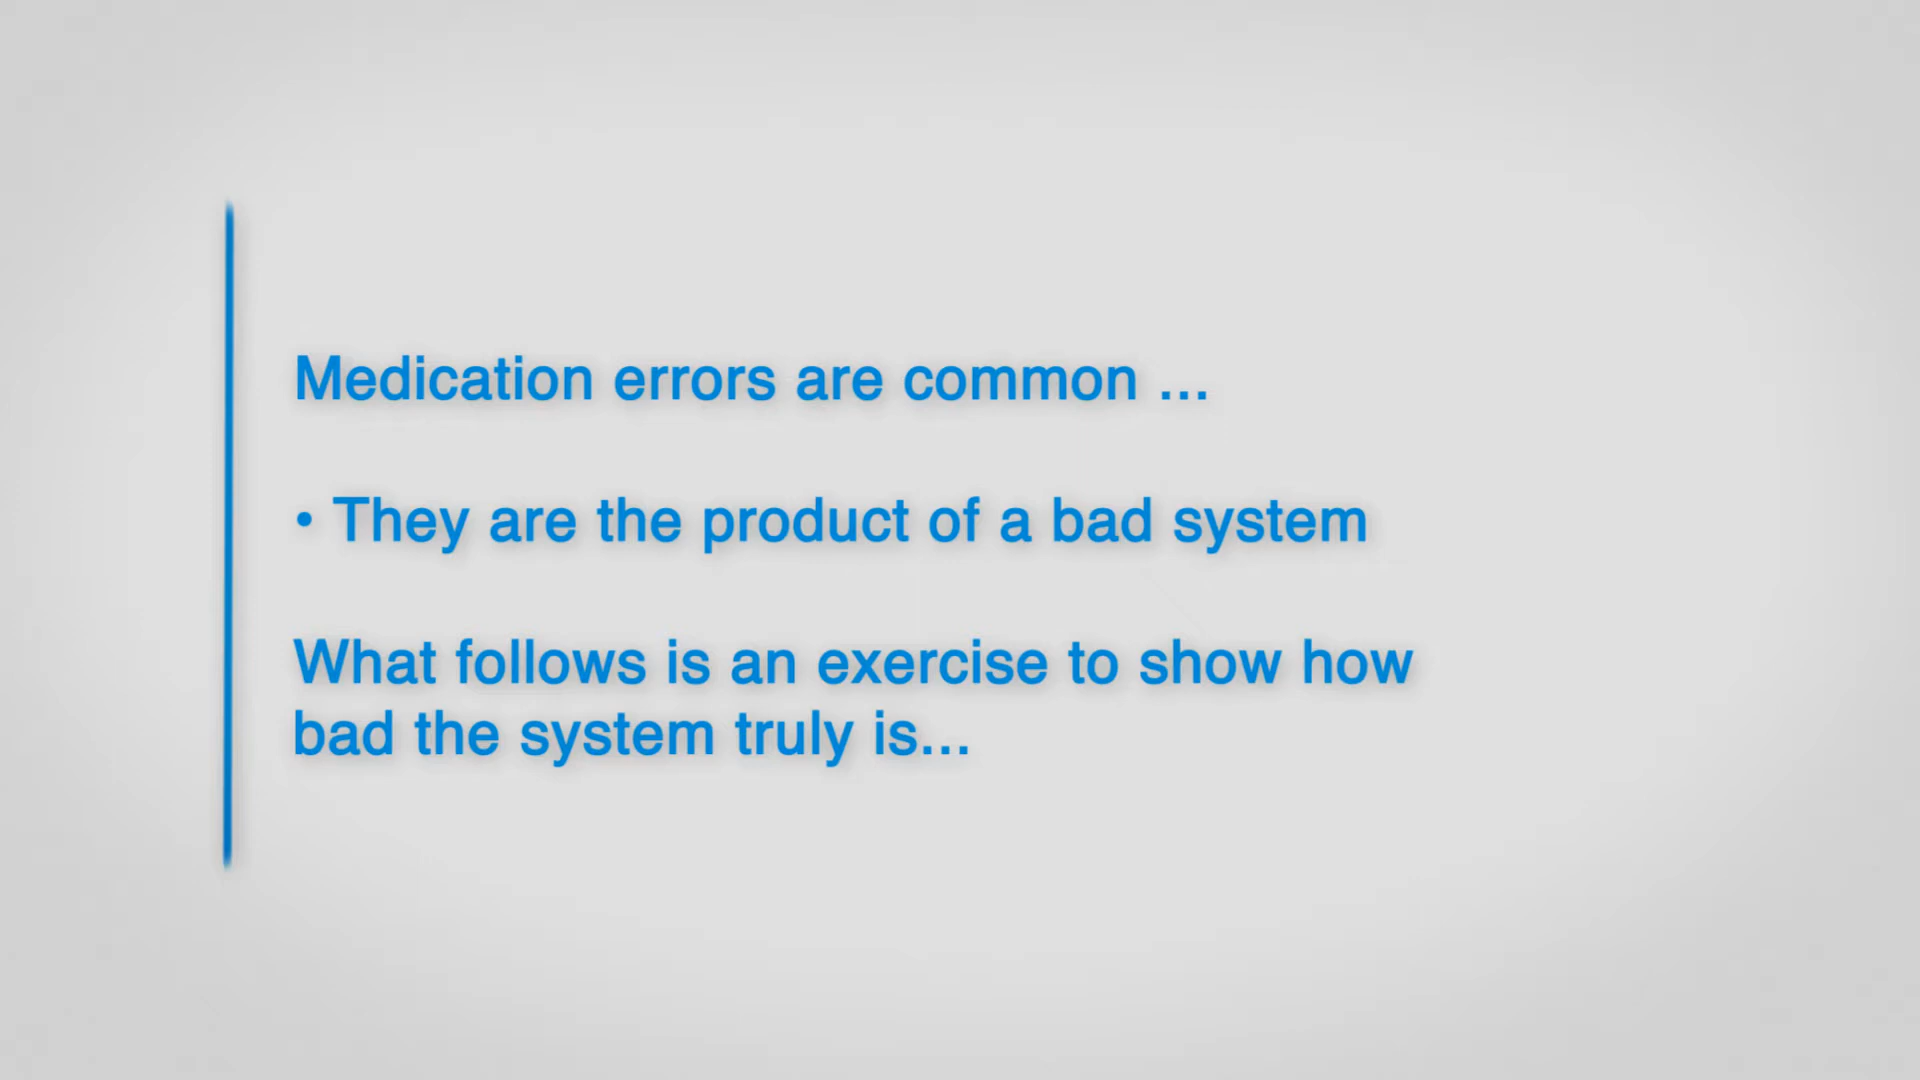 Medication errors are common ...
• They are the product of a bad system
What follows is an exercise to show how
bad the system truly is...